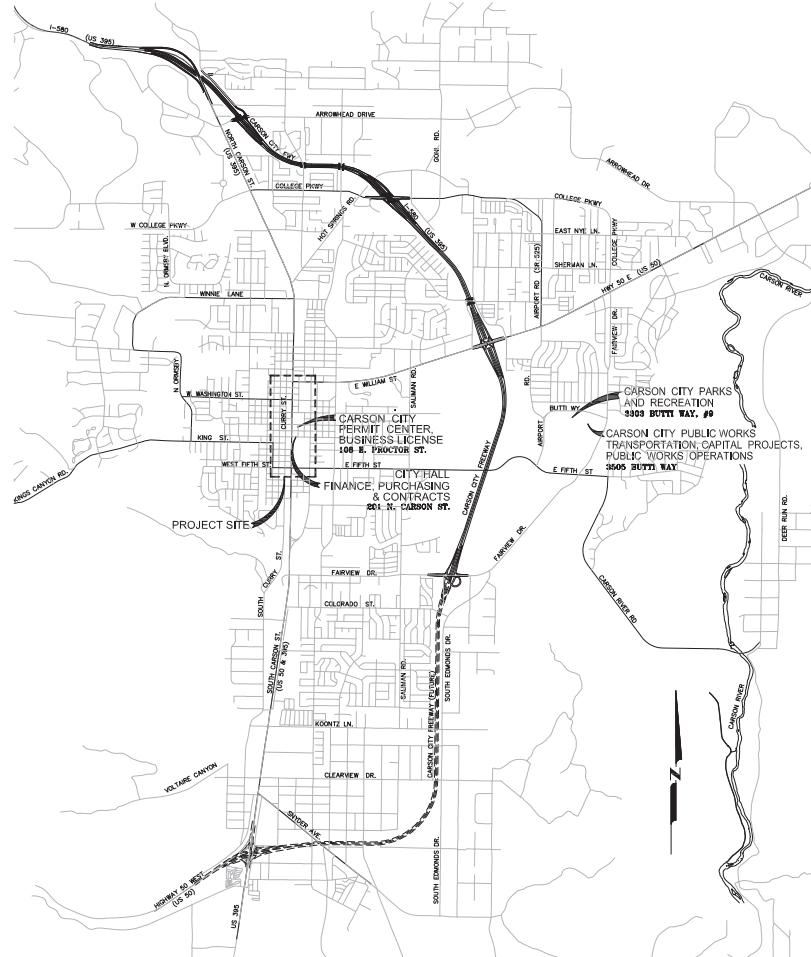 I-580
(US 395)
ARROWHEAD DRIVE
CARSON CITY FWY
NORTH CARSON ST.
(US 395)
GONI RD.
ARROWHEAD DR.
COLLEGE PKWY
HOT SPRINGS RD.
I-580
(US 395)
COLLEGE PKWY
W COLLEGE PKWY
N. ORMSBY BLVD.
EAST NYE LN.
COLLEGE PKWY
SHERMAN LN.
AIRPORT RD (SR 525)
HWY 50 E (US 50)
CARSON RIVER
WINNIE LANE
FAIRVIEW DR.
N ORMSBY
E WILLIAM ST
SALIMAN RD.
W. WASHINGTON ST.
CURRY ST.
AIRPORT
RD.
BUTTI WY
CARSON CITY PARKS
AND RECREATION
3303 BUTTI WAY, #9
CARSON CITY
PERMIT CENTER,
BUSINESS LICENSE
108 E. PROCTOR ST.
CARSON CITY PUBLIC WORKS
TRANSPORTATION, CAPITAL PROJECTS,
PUBLIC WORKS OPERATIONS
3505 BUTTI WAY
KING ST.
KINGS CANYON RD.
WEST FIFTH ST.
E FIFTH ST
E FIFTH ST
CITY HALL
FINANCE, PURCHASING
& CONTRACTS
201 N. CARSON ST.
CARSON CITY FREEWAY
PROJECT SITE
DEER RUN RD.
FAIRVIEW DR.
FAIRVIEW DR.
SOUTH CURRY ST.
COLORADO ST.
CARSON RIVER RD
SOUTH CARSON ST.
(US 50 & 395)
SALIMAN RD.
SOUTH EDMONDS DR.
CARSON CITY FREEWAY (FUTURE)
CARSON RIVER
KOONTZ LN.
N
VOLTAIRE CANYON
CLEARVIEW DR.
SNYDER AVE.
SOUTH EDMONDS DR.
HIGHWAY 50 WEST
(US 50)
US 395